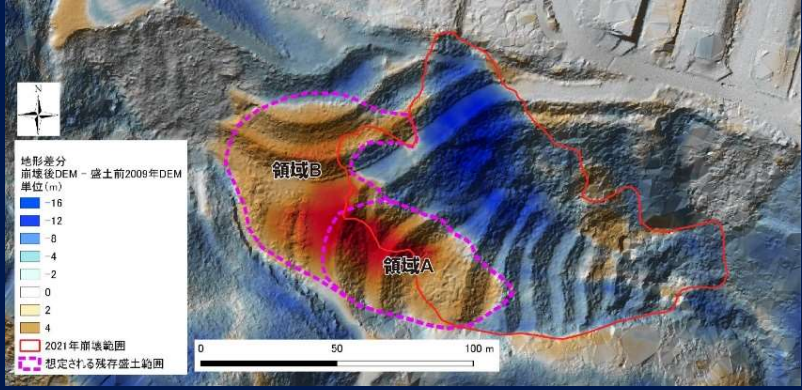 N
地形差分
崩壊後DEM - 盛土前2009年DEM
単位(m)
-16
-12
-8
-4
-2
0
2
4
2021年崩壊範囲
想定される残存盛土範囲
領域B
領域A
0 50 100 m